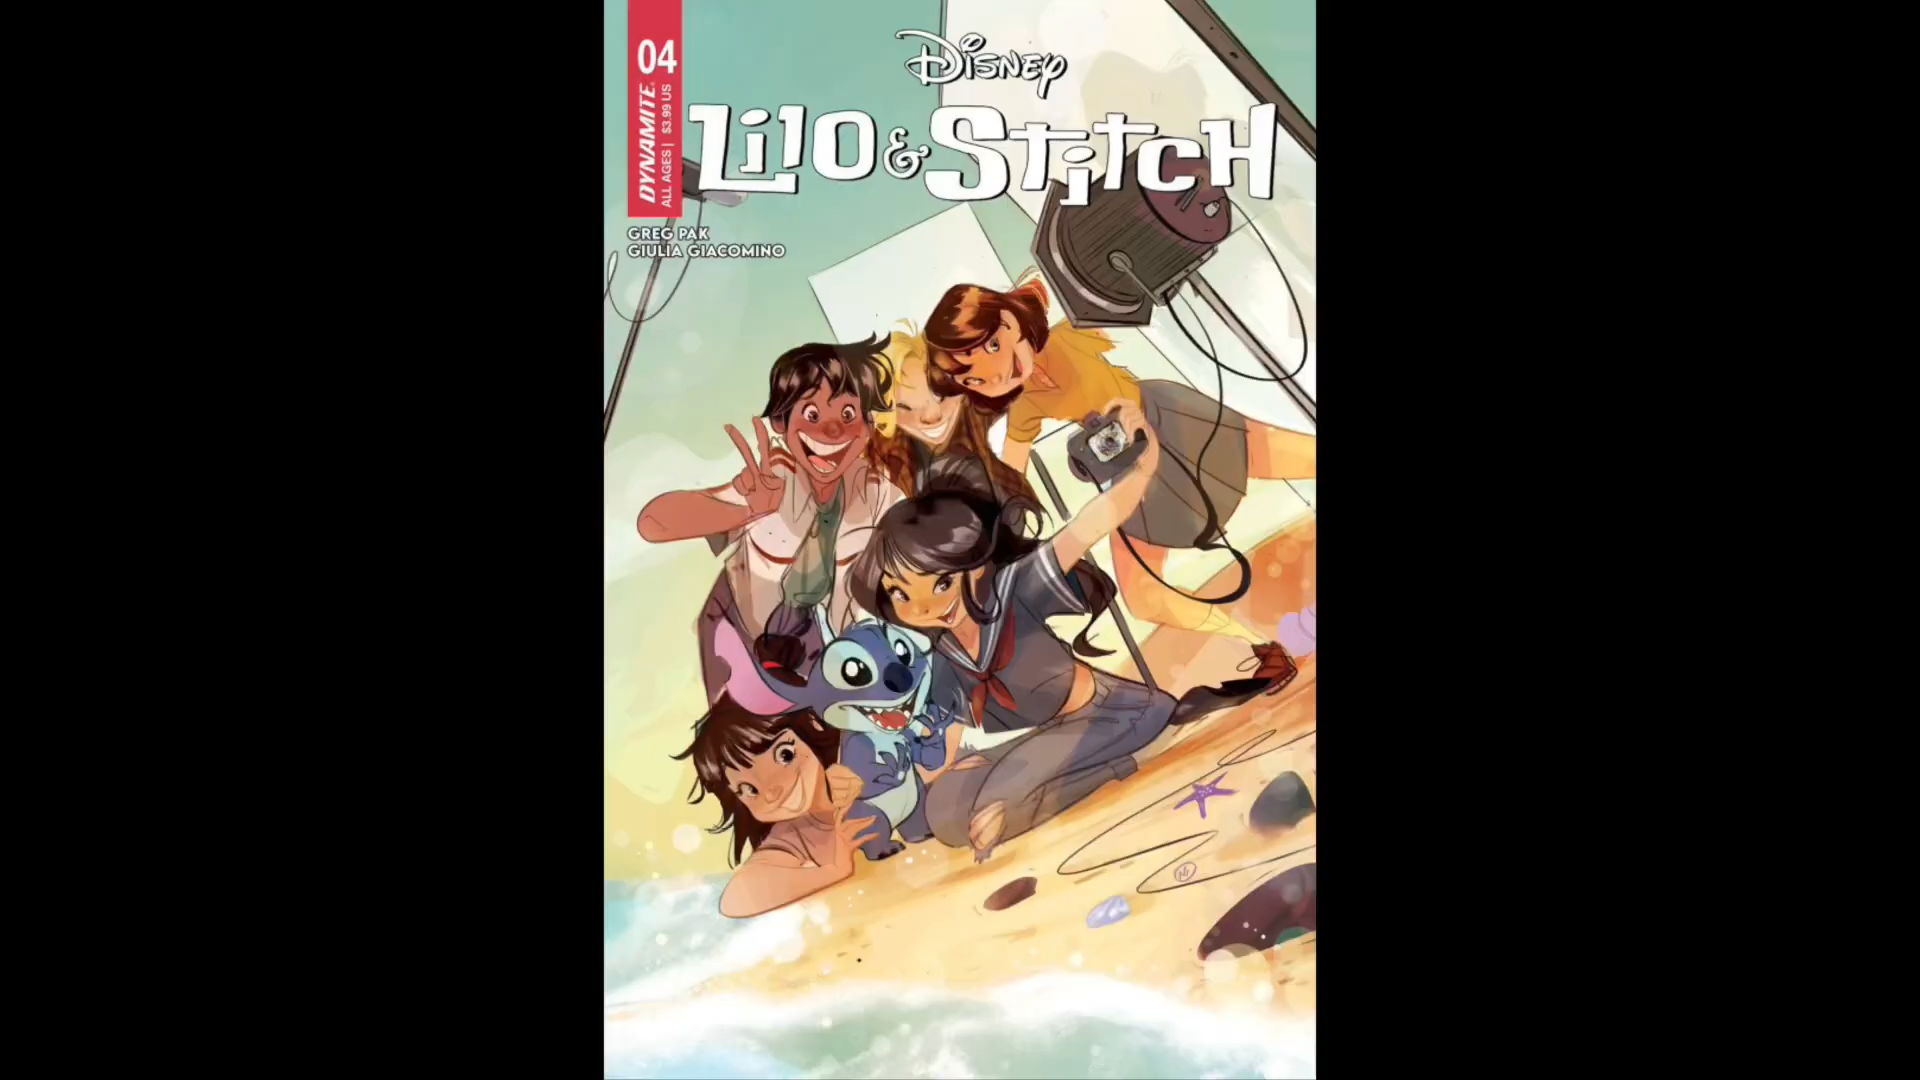 04
DYNAMITE.
ALL AGES | $3.99 US
DISNEY
Lilo & Stitch
GREG PAK
GIULIA GIACOMINO